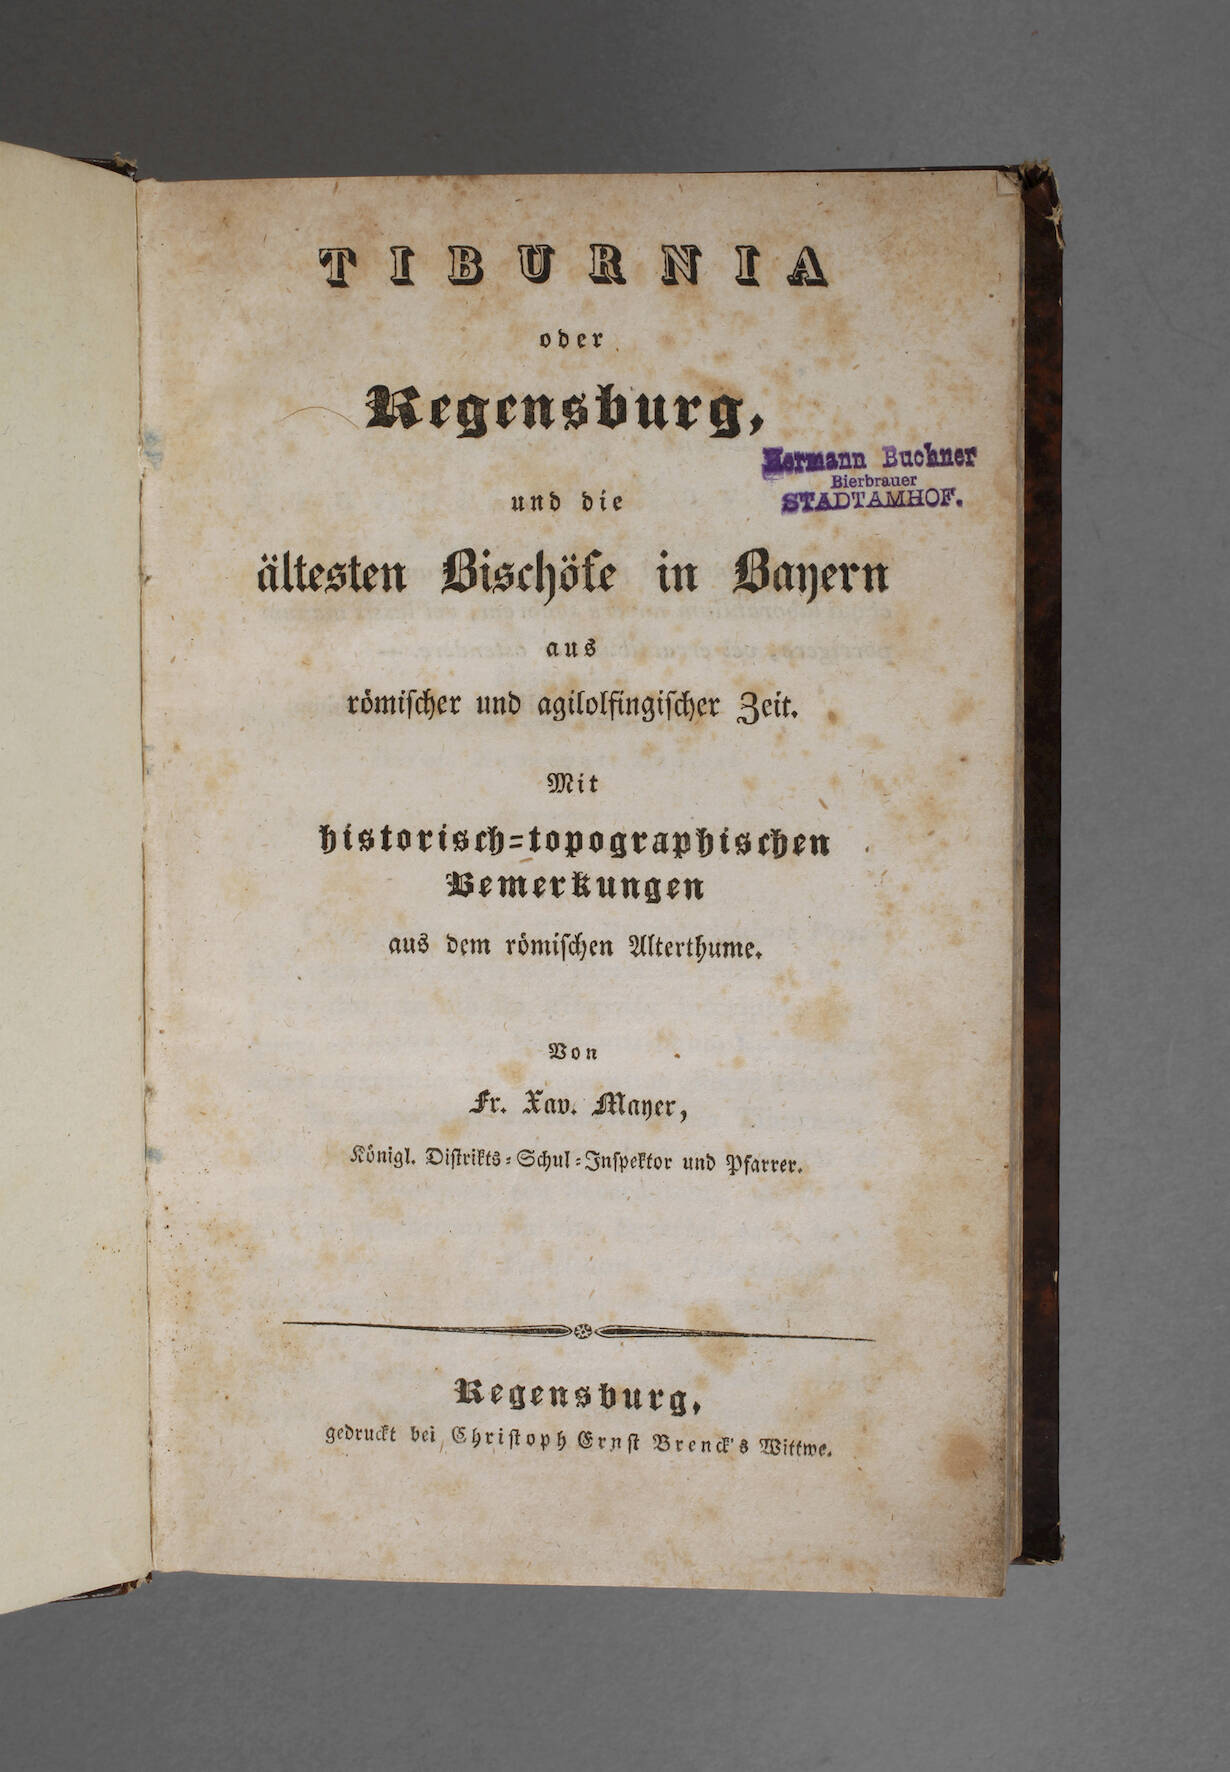 TIBURNIA
oder
Regensburg,
Hermann Buchner
Bierbrauer
STADTAMHOF.
und die
ältesten Bischöfe in Bayern
aus
römischer und agilolfingischer Zeit.
Mit
historisch=topographischen
Bemerkungen
aus dem römischen Alterthume.
Von
Fr. Xav. Mayer,
Königl. Distrikts=Schul=Inspektor und Pfarrer.
Regensburg,
gedruckt bei Christoph Ernst Brenck's Wittwe.